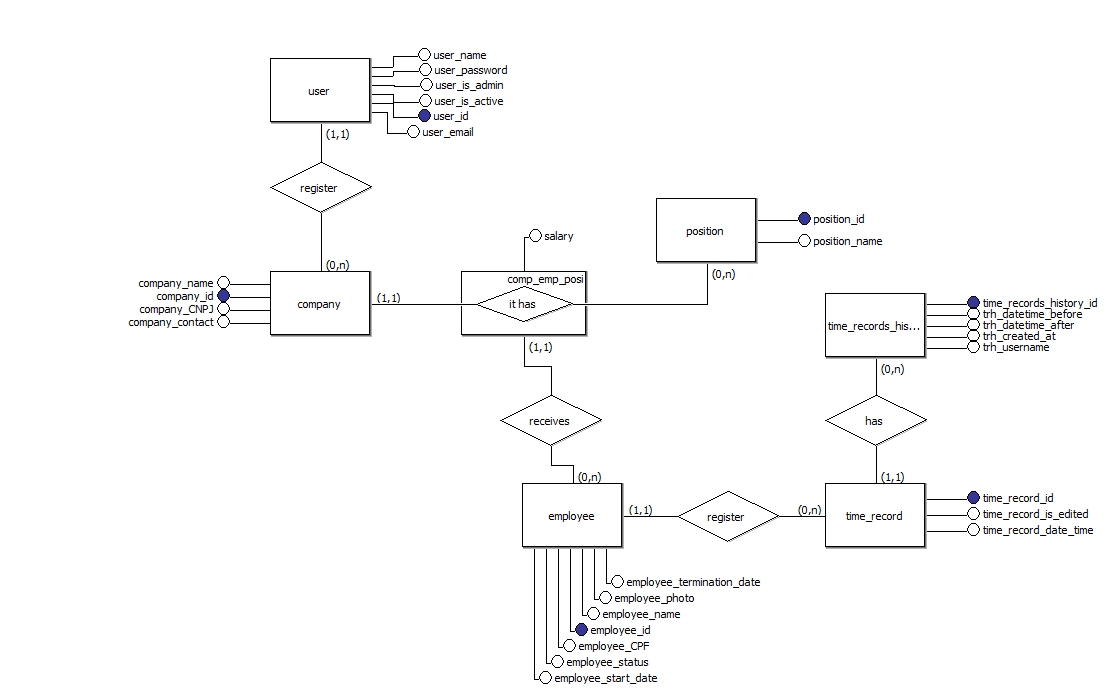 user_name
user_password
user
user_is_admin
user_is_active
user_id
user_email
(1,1)
register
(0,n)
position
position_id
position_name
(0,n)
salary
comp_emp_posi
it has
company_name
company_id
company_CNPJ
company_contact
company
(1,1)
(1,1)
receives
(0,n)
time_records_his...
time_records_history_id
trh_datetime_before
trh_datetime_after
trh_created_at
trh_username
(0,n)
has
(1,1)
employee
(1,1)
register
(0,n)
time_record
time_record_id
time_record_is_edited
time_record_date_time
employee_termination_date
employee_photo
employee_name
employee_id
employee_CPF
employee_status
employee_start_date